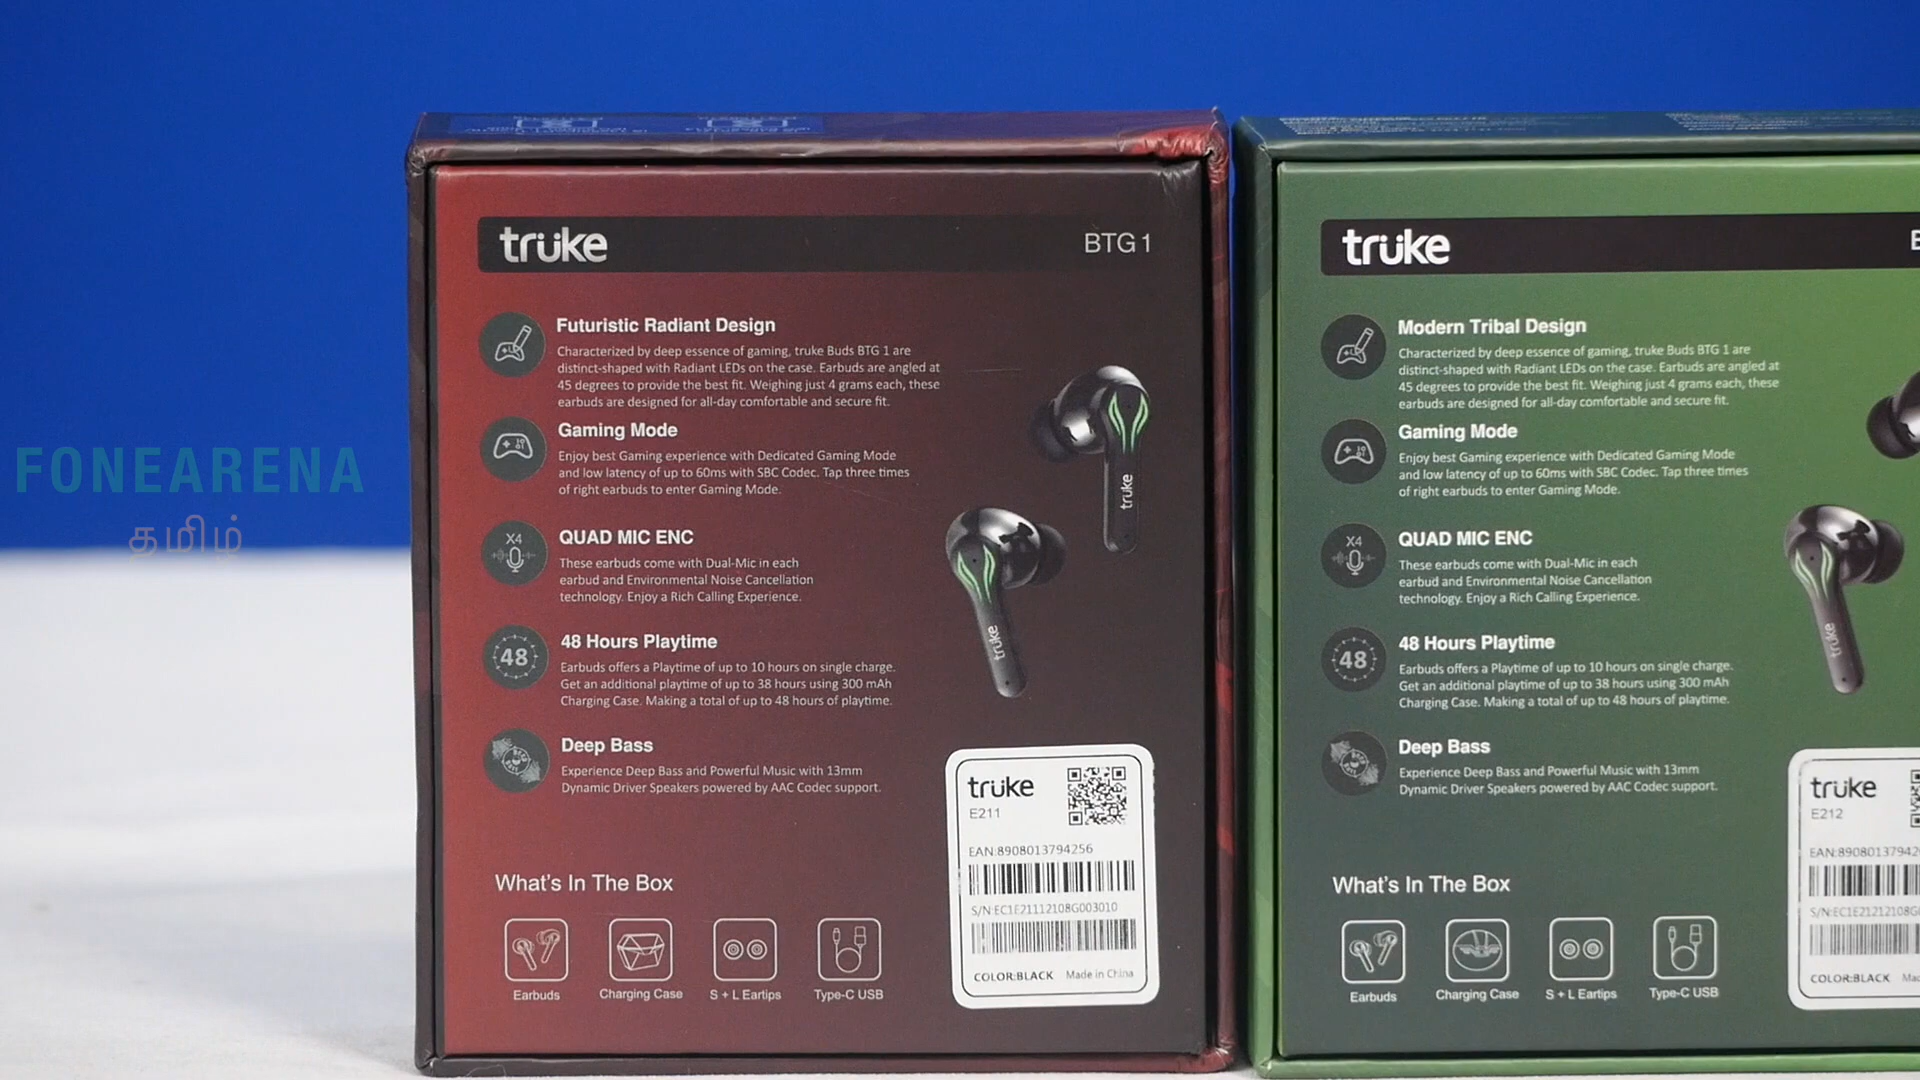 FONEARENA
தமிழ்
truke
BTG 1
Futuristic Radiant Design
Characterized by deep essence of gaming, truke Buds BTG 1 are
distinct-shaped with Radiant LEDs on the case. Earbuds are angled at
45 degrees to provide the best fit. Weighing just 4 grams each, these
earbuds are designed for all-day comfortable and secure fit.
Gaming Mode
Enjoy best Gaming experience with Dedicated Gaming Mode
and low latency of up to 60ms with SBC Codec. Tap three times
of right earbuds to enter Gaming Mode.
X4
QUAD MIC ENC
These earbuds come with Dual-Mic in each
earbud and Environmental Noise Cancellation
technology. Enjoy a Rich Calling Experience.
48
48 Hours Playtime
Earbuds offers a Playtime of up to 10 hours on single charge.
Get an additional playtime of up to 38 hours using 300 mAh
Charging Case. Making a total of up to 48 hours of playtime.
Deep Bass
Experience Deep Bass and Powerful Music with 13mm
Dynamic Driver Speakers powered by AAC Codec support.
truke
truke
What's In The Box
Earbuds
Charging Case
S + L Eartips
Type-C USB
truke
E211
EAN:8908013794256
S/N:EC1E21112108G003010
COLOR:BLACK Made in China
truke
Modern Tribal Design
Characterized by deep essence of gaming, truke Buds BTG 1 are
distinct-shaped with Radiant LEDs on the case. Earbuds are angled at
45 degrees to provide the best fit. Weighing just 4 grams each, these
earbuds are designed for all-day comfortable and secure fit.
Gaming Mode
Enjoy best Gaming experience with Dedicated Gaming Mode
and low latency of up to 60ms with SBC Codec. Tap three times
of right earbuds to enter Gaming Mode.
X4
QUAD MIC ENC
These earbuds come with Dual-Mic in each
earbud and Environmental Noise Cancellation
technology. Enjoy a Rich Calling Experience.
48
48 Hours Playtime
Earbuds offers a Playtime of up to 10 hours on single charge.
Get an additional playtime of up to 38 hours using 300 mAh
Charging Case. Making a total of up to 48 hours of playtime.
Deep Bass
Experience Deep Bass and Powerful Music with 13mm
Dynamic Driver Speakers powered by AAC Codec support.
truke
What's In The Box
Earbuds
Charging Case
S + L Eartips
Type-C USB
truke
E212
EAN:89080137942
S/N:EC1E21212108G
COLOR:BLACK